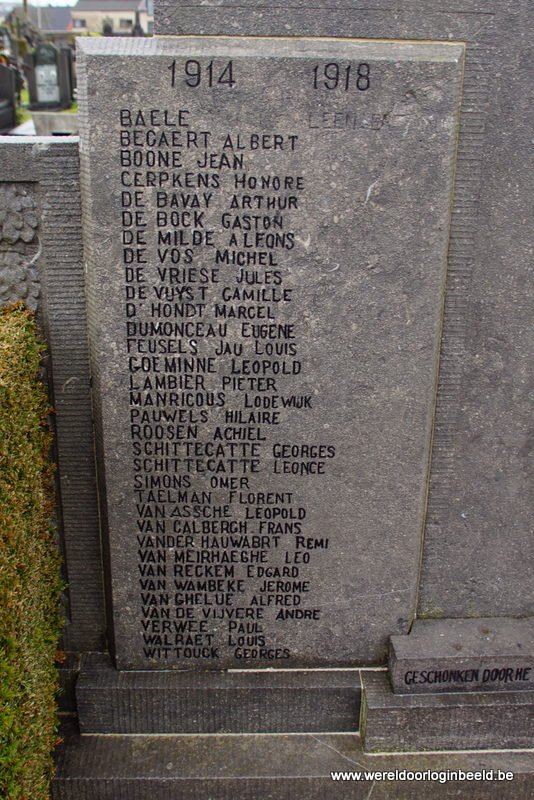 1914 1918
BAELE
BEGAERT ALBERT
BOONE JEAN
CERPKENS HONORE
DE BAVAY ARTHUR
DE BOCK GASTON
DE MILDE ALFONS
DE VOS MICHEL
DE VRIESE JULES
DE VUYST CAMILLE
D'HONDT MARCEL
DUMONCEAU EUGENE
FEUSELS JAU LOUIS
GOEMINNE LEOPOLD
LAMBIER PIETER
MANRICOUS LODEWIJK
PAUWELS HILAIRE
ROOSEN ACHIEL
SCHITTECATTE GEORGES
SCHITTECATTE LEONCE
SIMONS OMER
TAELMAN FLORENT
VAN ASSCHE LEOPOLD
VAN CALBERGH FRANS
VANDER HAUWABRT REMI
VAN MEIRHAEGHE LEO
VAN RECKEM EDGARD
VAN WAMBEKE JEROME
VAN GHELUE ALFRED
VAN DE VIJVERE ANDRE
VERWEE PAUL
WALRAET LOUIS
WITTOUCK GEORGES
GESCHONKEN DOOR HE
www.wereldoorloginbeeld.be